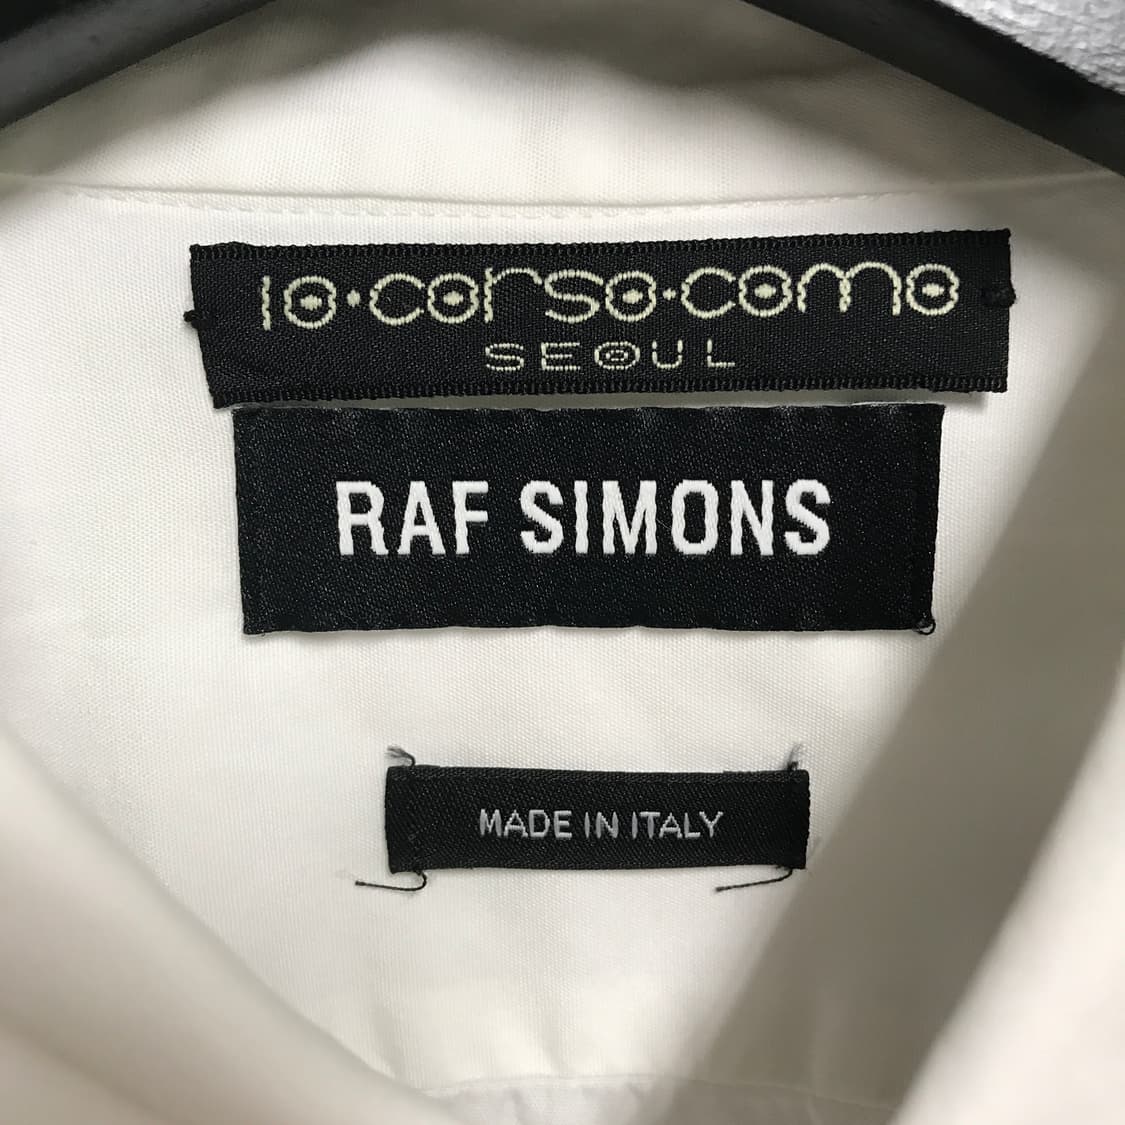 10·corso·como
SEOUL
RAF SIMONS
MADE IN ITALY